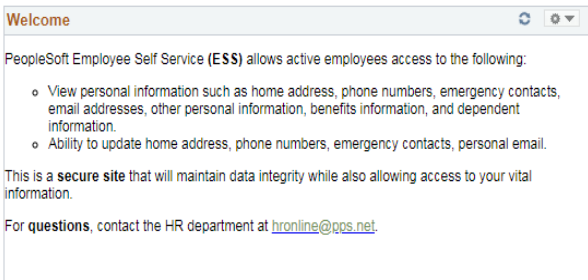 Welcome
PeopleSoft Employee Self Service (ESS) allows active employees access to the following:
View personal information such as home address, phone numbers, emergency contacts,
email addresses, other personal information, benefits information, and dependent
information.
Ability to update home address, phone numbers, emergency contacts, personal email.
This is a secure site that will maintain data integrity while also allowing access to your vital
information.
For questions, contact the HR department at hronline@pps.net.